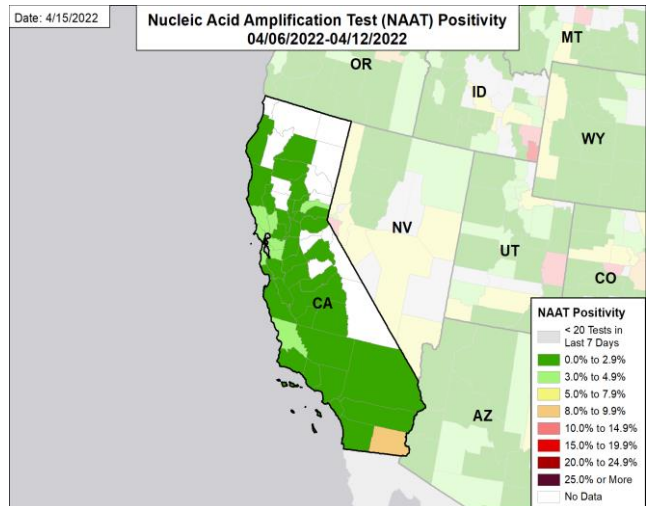 Date: 4/15/2022
Nucleic Acid Amplification Test (NAAT) Positivity
04/06/2022-04/12/2022
MT
OR
ID
WY
NV
UT
CO
CA
AZ
NAAT Positivity
< 20 Tests in
Last 7 Days
0.0% to 2.9%
3.0% to 4.9%
5.0% to 7.9%
8.0% to 9.9%
10.0% to 14.9%
15.0% to 19.9%
20.0% to 24.9%
25.0% or More
No Data